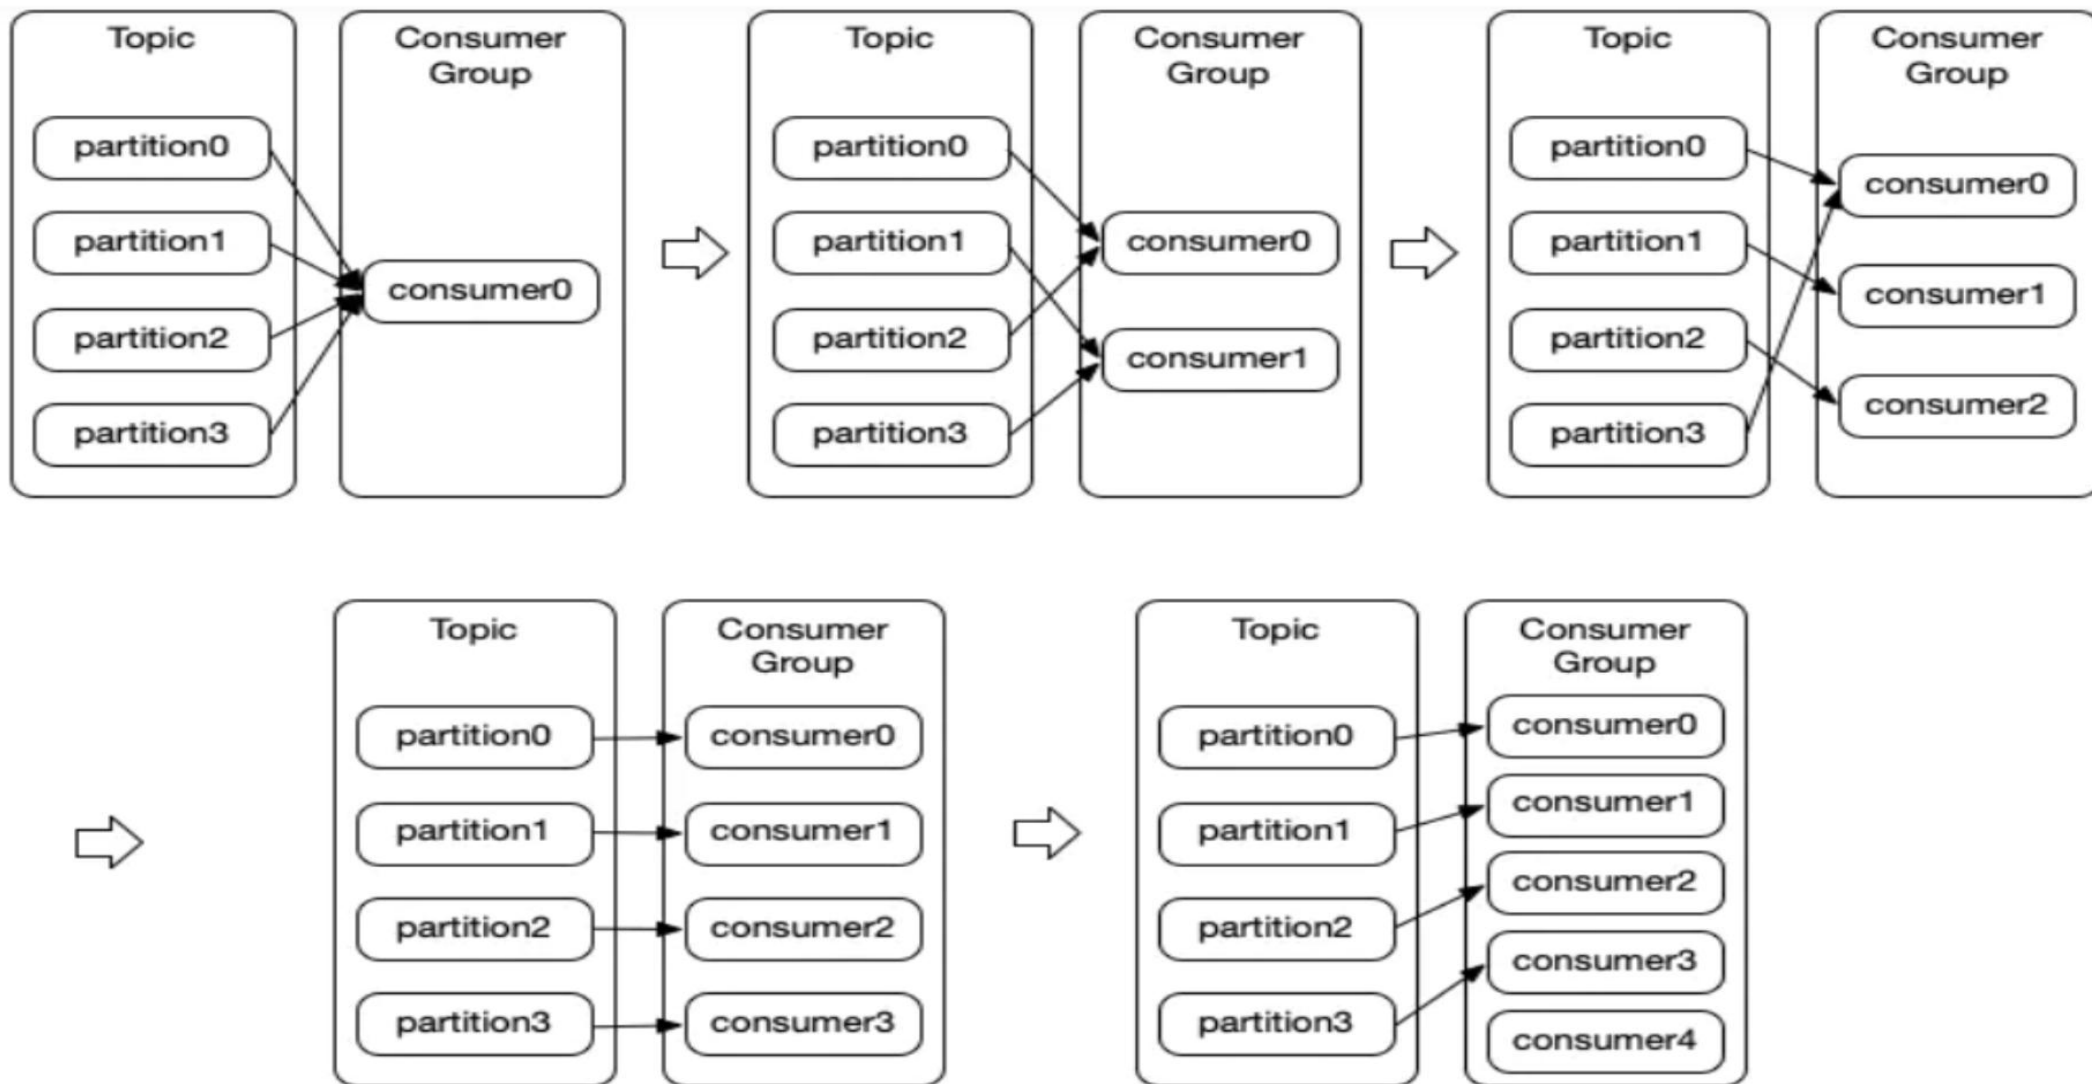 Topic
Consumer
Group
partition0
partition1
partition2
partition3
consumer0
Topic
Consumer
Group
partition0
partition1
partition2
partition3
consumer0
consumer1
Topic
Consumer
Group
partition0
partition1
partition2
partition3
consumer0
consumer1
consumer2
Topic
Consumer
Group
partition0
partition1
partition2
partition3
consumer0
consumer1
consumer2
consumer3
Topic
Consumer
Group
partition0
partition1
partition2
partition3
consumer0
consumer1
consumer2
consumer3
consumer4